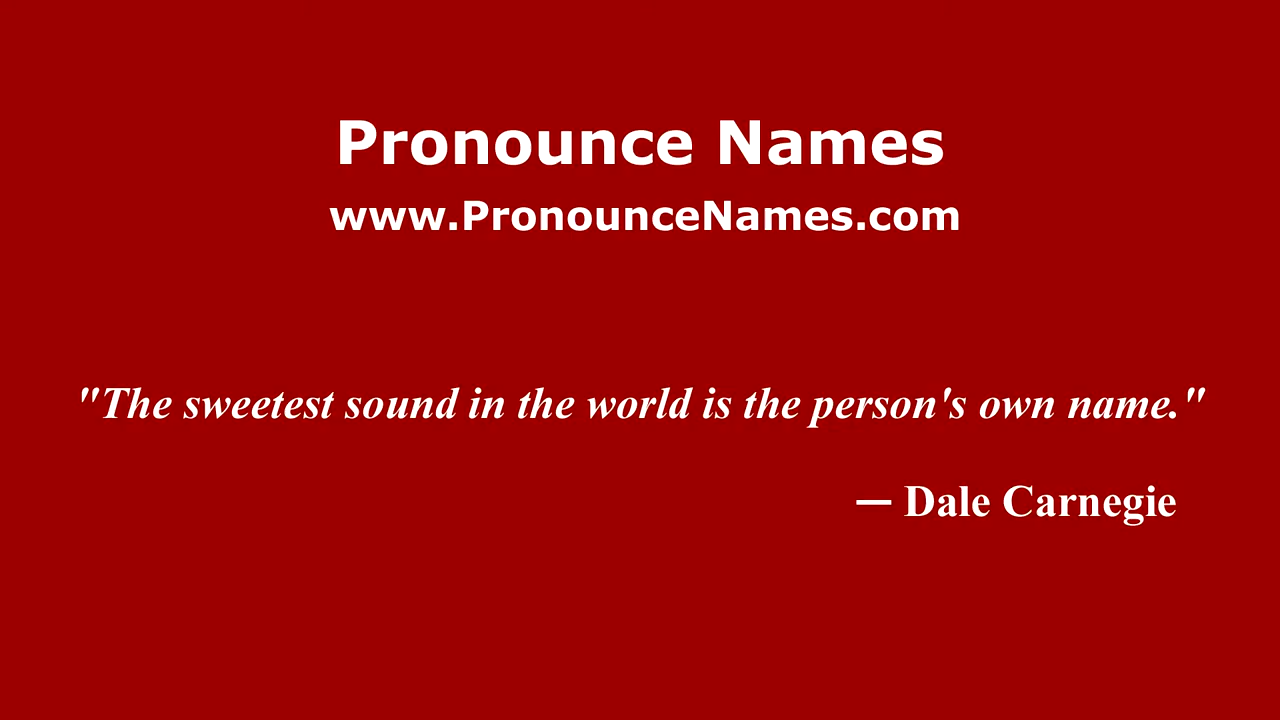 Pronounce Names
www.PronounceNames.com
"The sweetest sound in the world is the person's own name."
— Dale Carnegie